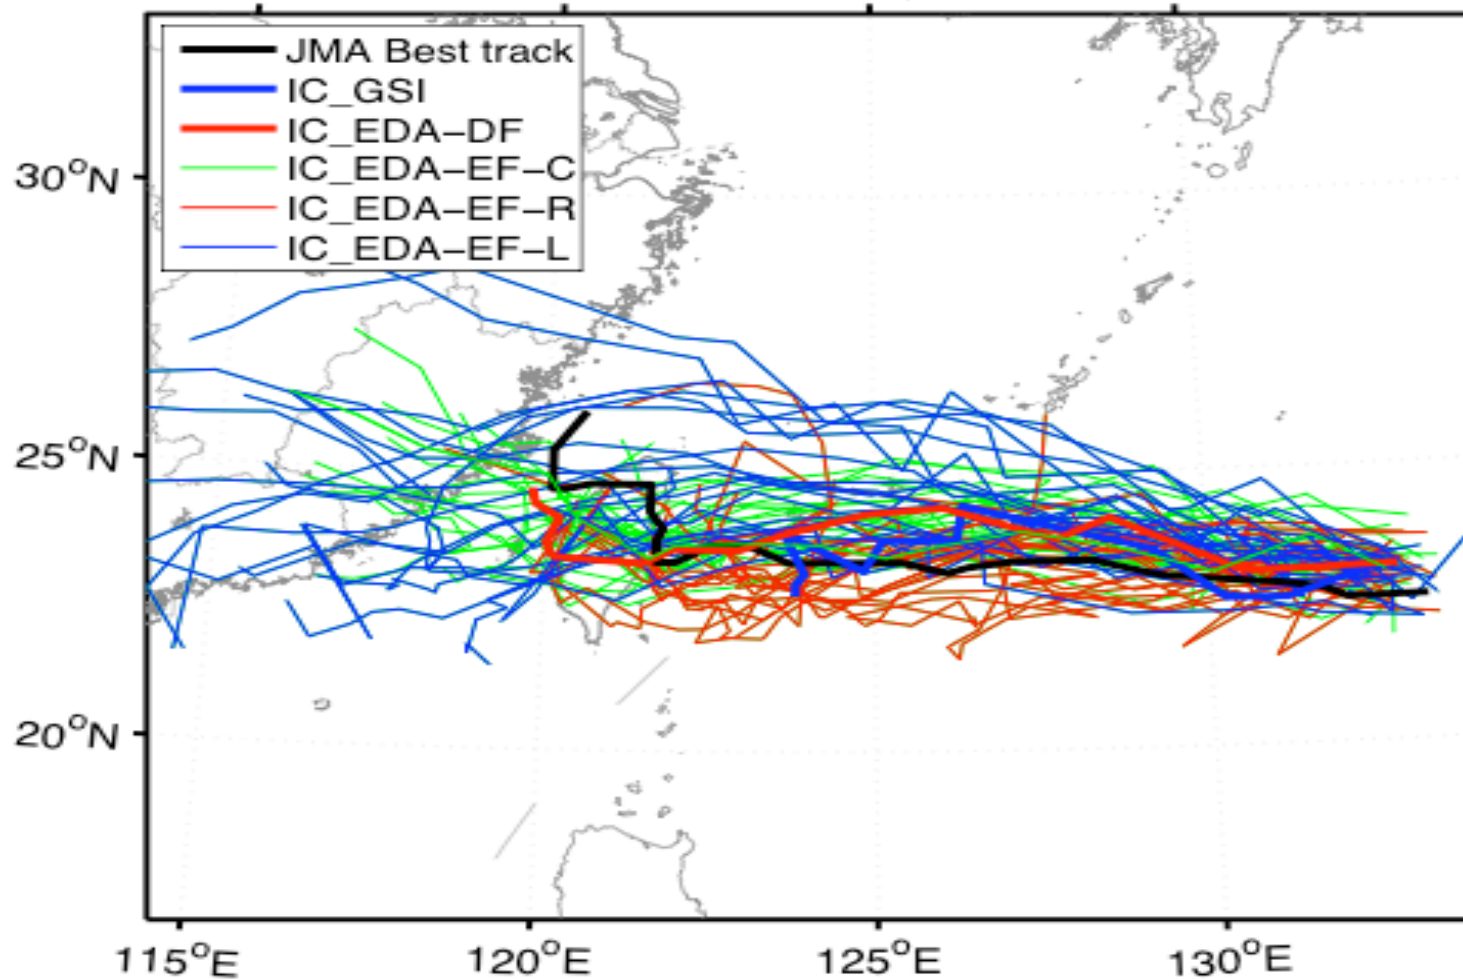 JMA Best track
IC_GSI
IC_EDA-DF
IC_EDA-EF-C
IC_EDA-EF-R
IC_EDA-EF-L
30°N
25°N
20°N
115°E 120°E 125°E 130°E